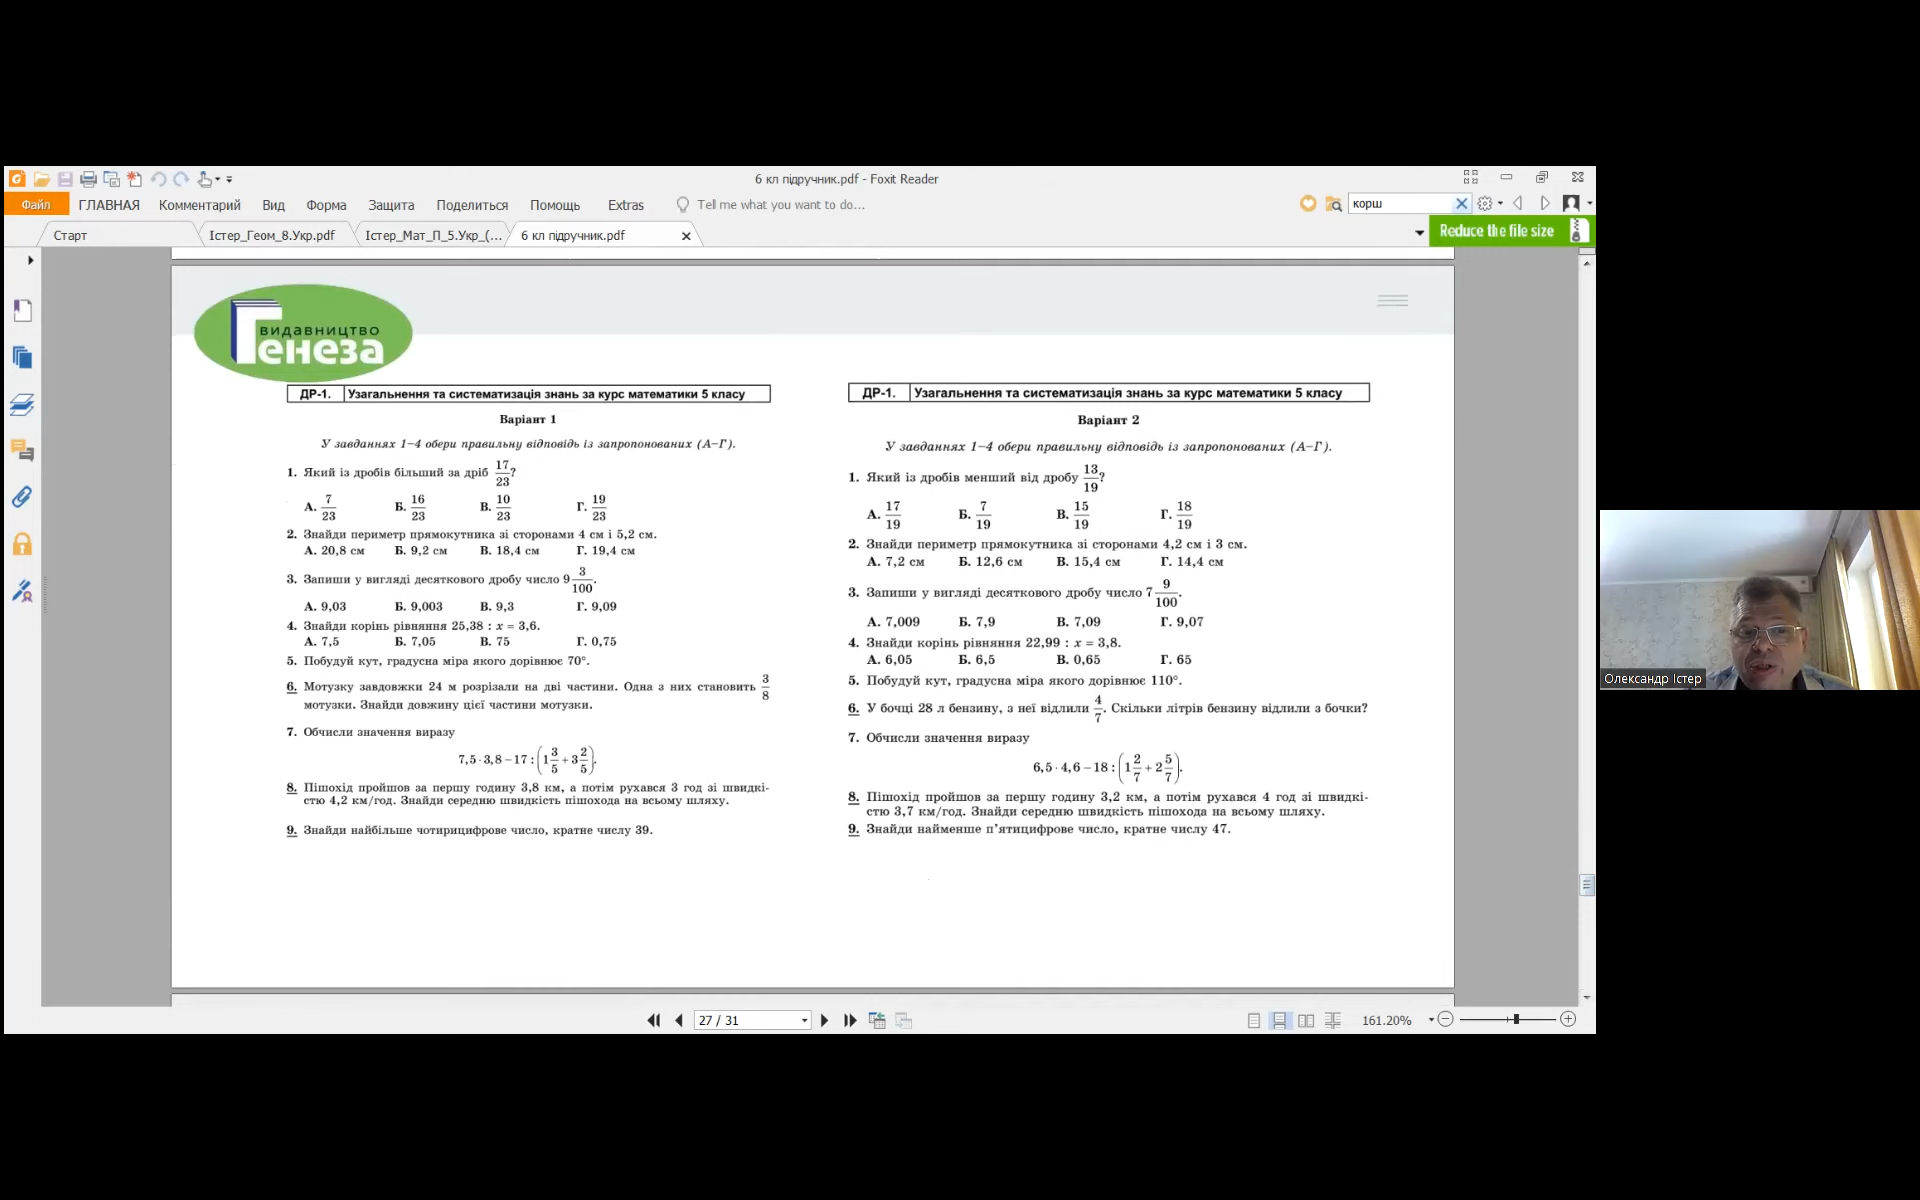 6 кл підручник.pdf - Foxit Reader
Файл ГЛАВНАЯ Комментарий Вид Форма Защита Поделиться Помощь Extras Tell me what you want to do... корш
Старт Істер_Геом_8.Укр.pdf Істер_Мат_П_5.Укр_(... 6 кл підручник.pdf Reduce the file size
видавництво
Генеза
ДР-1. Узагальнення та систематизація знань за курс математики 5 класу
Варіант 1
У завданнях 1–4 обери правильну відповідь із запропонованих (А–Г).
1. Який із дробів більший за дріб 17/23?
А. 7/23 Б. 16/23 В. 10/23 Г. 19/23
2. Знайди периметр прямокутника зі сторонами 4 см і 5,2 см.
А. 20,8 см Б. 9,2 см В. 18,4 см Г. 19,4 см
3. Запиши у вигляді десяткового дробу число 9 3/100.
А. 9,03 Б. 9,003 В. 9,3 Г. 9,09
4. Знайди корінь рівняння 25,38 : x = 3,6.
А. 7,5 Б. 7,05 В. 75 Г. 0,75
5. Побудуй кут, градусна міра якого дорівнює 70°.
6. Мотузку завдовжки 24 м розрізали на дві частини. Одна з них становить 3/8
мотузки. Знайди довжину цієї частини мотузки.
7. Обчисли значення виразу
7,5 · 3,8 – 17 : (1 3/5 + 3 2/5).
8. Пішохід пройшов за першу годину 3,8 км, а потім рухався 3 год зі швидкі-
стю 4,2 км/год. Знайди середню швидкість пішохода на всьому шляху.
9. Знайди найбільше чотирицифрове число, кратне числу 39.
ДР-1. Узагальнення та систематизація знань за курс математики 5 класу
Варіант 2
У завданнях 1–4 обери правильну відповідь із запропонованих (А–Г).
1. Який із дробів менший від дробу 13/19?
А. 17/19 Б. 7/19 В. 15/19 Г. 18/19
2. Знайди периметр прямокутника зі сторонами 4,2 см і 3 см.
А. 7,2 см Б. 12,6 см В. 15,4 см Г. 14,4 см
3. Запиши у вигляді десяткового дробу число 7 9/100.
А. 7,009 Б. 7,9 В. 7,09 Г. 9,07
4. Знайди корінь рівняння 22,99 : x = 3,8.
А. 6,05 Б. 6,5 В. 0,65 Г. 65
5. Побудуй кут, градусна міра якого дорівнює 110°.
6. У бочці 28 л бензину, з неї відлили 4/7. Скільки літрів бензину відлили з бочки?
7. Обчисли значення виразу
6,5 · 4,6 – 18 : (1 2/7 + 2 5/7).
8. Пішохід пройшов за першу годину 3,2 км, а потім рухався 4 год зі швидкі-
стю 3,7 км/год. Знайди середню швидкість пішохода на всьому шляху.
9. Знайди найменше п'ятицифрове число, кратне числу 47.
Олександр Істер
27 / 31 161.20%